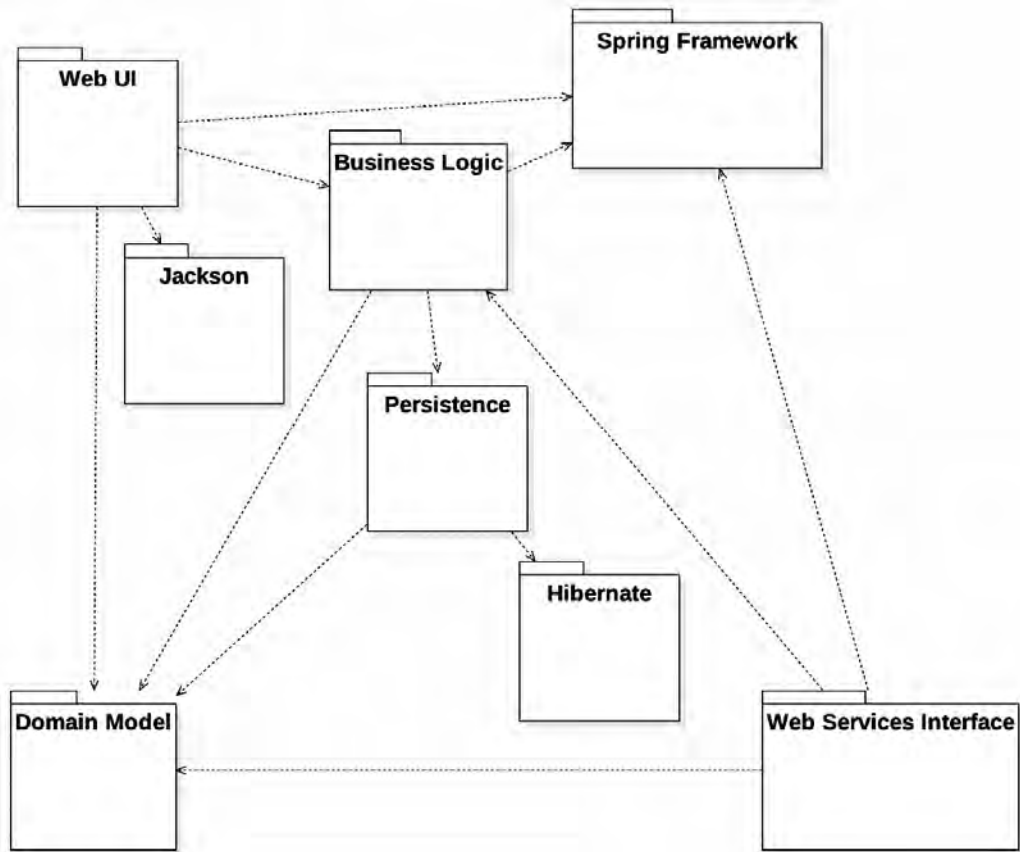 Spring Framework
Web UI
Business Logic
Jackson
Persistence
Hibernate
Domain Model
Web Services Interface